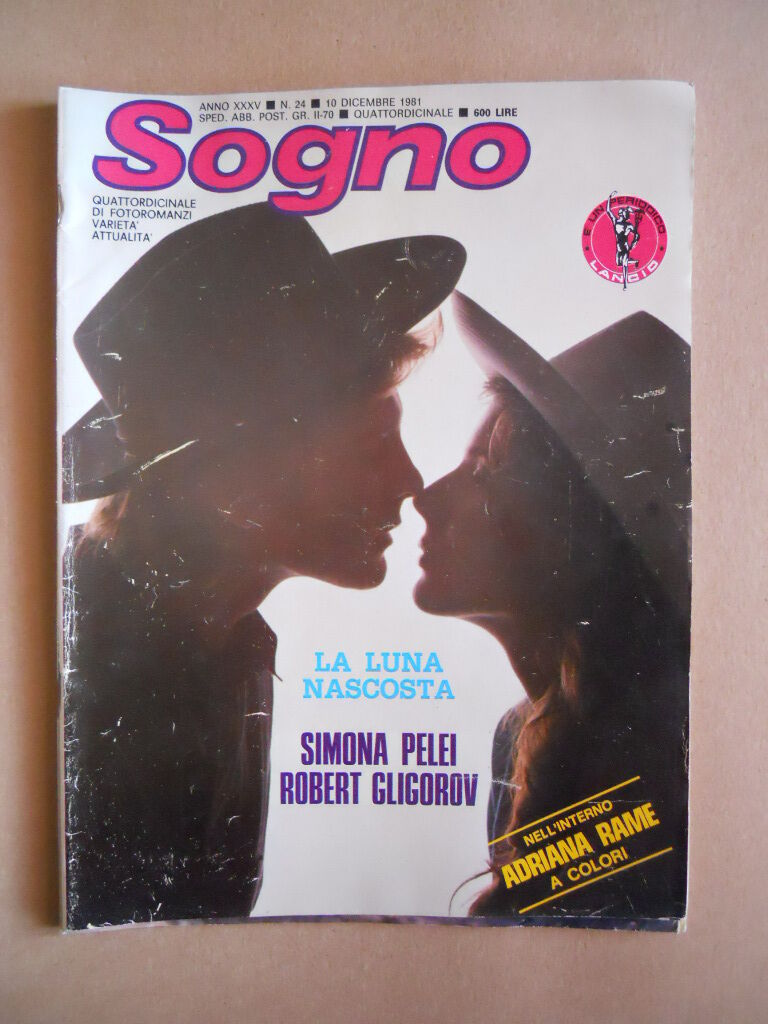 ANNO XXXV ■ N. 24 ■ 10 DICEMBRE 1981
SPED. ABB. POST. GR. II-70 ■ QUATTORDICINALE ■ 600 LIRE
Sogno
QUATTORDICINALE
DI FOTOROMANZI
VARIETA'
ATTUALITA'
E UN PERIODICO
LANCIO
LA LUNA
NASCOSTA
SIMONA PELEI
ROBERT GLIGOROV
NELL'INTERNO
ADRIANA RAME
A COLORI